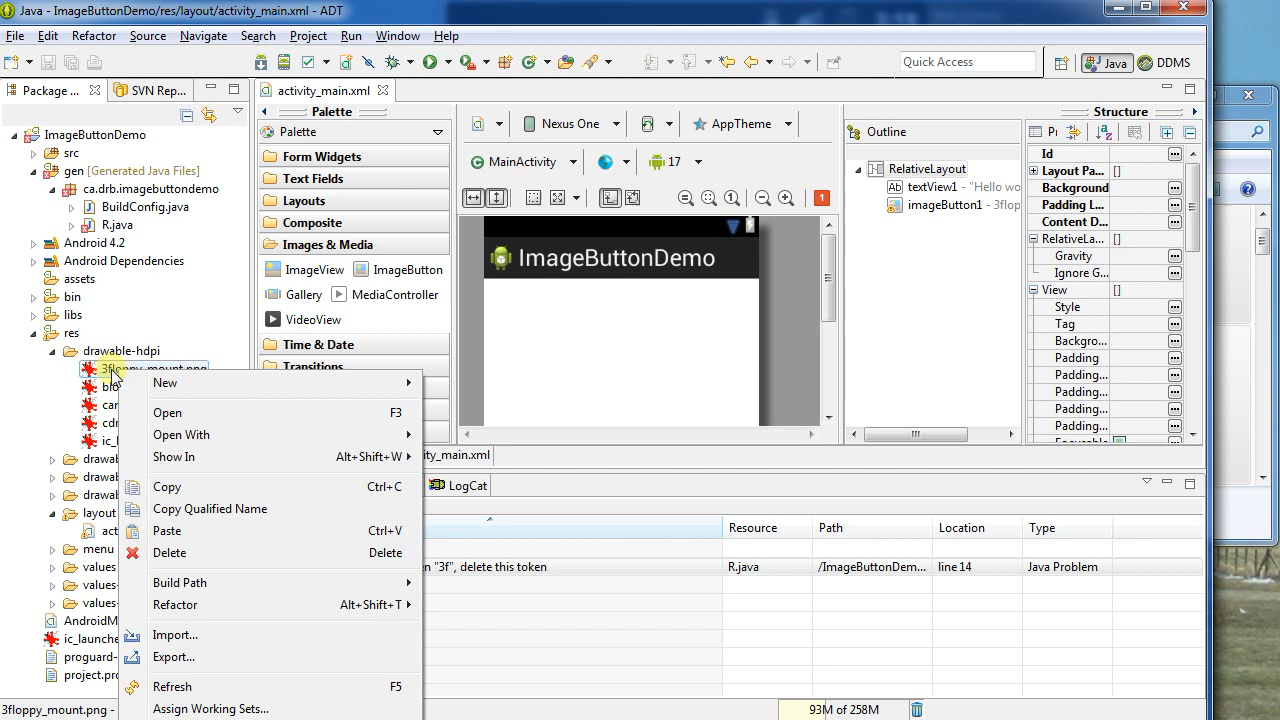 Java - ImageButtonDemo/res/layout/activity_main.xml - ADT
File Edit Refactor Source Navigate Search Project Run Window Help
Quick Access
Java
DDMS
Package ...
SVN Rep...
activity_main.xml
ImageButtonDemo
src
gen [Generated Java Files]
ca.drb.imagebuttondemo
BuildConfig.java
R.java
Android 4.2
Android Dependencies
assets
bin
libs
res
drawable-hdpi
3floppy_mount.png
layout
menu
values
values-
project.pro
Palette
Palette
Form Widgets
Text Fields
Layouts
Composite
Images & Media
ImageView
ImageButton
Gallery
MediaController
VideoView
Time & Date
Transitions
Nexus One
AppTheme
MainActivity
17
1
ImageButtonDemo
Outline
RelativeLayout
textView1 - "Hello wo
imageButton1 - 3flop
Structure
Id
Layout Pa...
Background
Padding L...
Content D...
RelativeLa... []
Gravity
Ignore G...
View []
Style
Tag
Backgro...
Padding
Padding...
Padding...
Padding...
Padding...
New
Open F3
Open With
Show In Alt+Shift+W
Copy Ctrl+C
Copy Qualified Name
Paste Ctrl+V
Delete Delete
Build Path
Refactor Alt+Shift+T
Import...
Export...
Refresh F5
Assign Working Sets...
ty_main.xml
LogCat
Resource Path Location Type
n "3f", delete this token R.java /ImageButtonDem... line 14 Java Problem
3floppy_mount.png -
93M of 258M